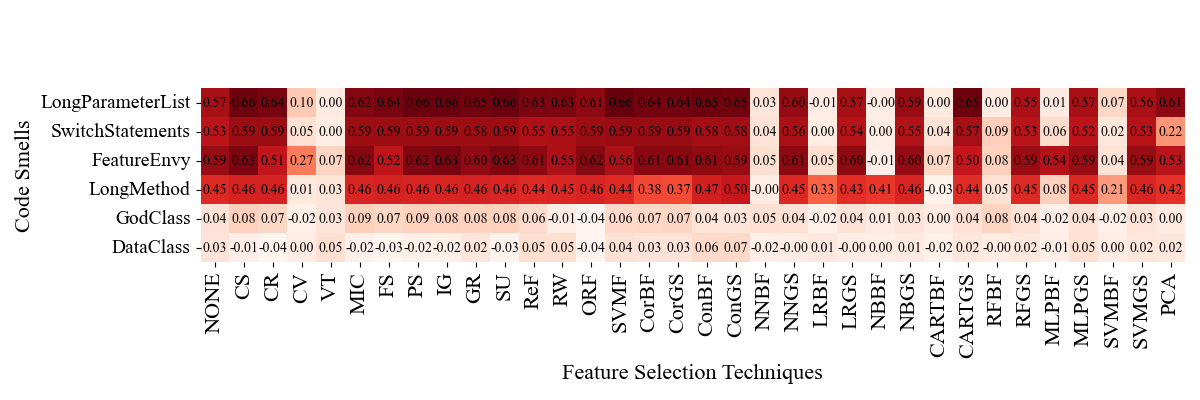 LongParameterList 0.57 0.66 0.64 0.10 0.00 0.62 0.64 0.66 0.66 0.65 0.66 0.63 0.63 0.61 0.66 0.64 0.64 0.65 0.65 0.03 0.60 -0.01 0.57 -0.00 0.59 0.00 0.65 0.00 0.55 0.01 0.57 0.07 0.56 0.61
SwitchStatements 0.53 0.59 0.59 0.05 0.00 0.59 0.59 0.59 0.59 0.58 0.59 0.55 0.55 0.59 0.59 0.59 0.59 0.58 0.58 0.04 0.56 0.00 0.54 0.00 0.55 0.04 0.57 0.09 0.53 0.06 0.52 0.02 0.53 0.22
FeatureEnvy 0.59 0.63 0.51 0.27 0.07 0.62 0.52 0.62 0.63 0.60 0.63 0.61 0.55 0.62 0.56 0.61 0.61 0.61 0.59 0.05 0.61 0.05 0.60 -0.01 0.60 0.07 0.50 0.08 0.59 0.54 0.59 0.04 0.59 0.53
LongMethod 0.45 0.46 0.46 0.01 0.03 0.46 0.46 0.46 0.46 0.46 0.46 0.44 0.45 0.46 0.44 0.38 0.37 0.47 0.50 -0.00 0.45 0.33 0.43 0.41 0.46 -0.03 0.44 0.05 0.45 0.08 0.45 0.21 0.46 0.42
GodClass 0.04 0.08 0.07 -0.02 0.03 0.09 0.07 0.09 0.08 0.08 0.08 0.06 -0.01 -0.04 0.06 0.07 0.07 0.04 0.03 0.05 0.04 -0.02 0.04 0.01 0.03 0.00 0.04 0.08 0.04 -0.02 0.04 -0.02 0.03 0.00
DataClass 0.03 -0.01 -0.04 0.00 0.05 -0.02 -0.03 -0.02 -0.02 0.02 -0.03 0.05 0.05 -0.04 0.04 0.03 0.03 0.06 0.07 -0.02 -0.00 0.01 -0.00 0.00 0.01 -0.02 0.02 -0.00 0.02 -0.01 0.05 0.00 0.02 0.02
Code Smells
NONE CS CR CV VT MIC FS PS IG GR SU ReF RW ORF SVMF CorBF CorGS ConBF ConGS NNBF NNGS LRBF LRGS NBBF NBGS CARTBF CARTGS RFBF RFGS MLPBF MLPGS SVMBF SVMGS PCA
Feature Selection Techniques